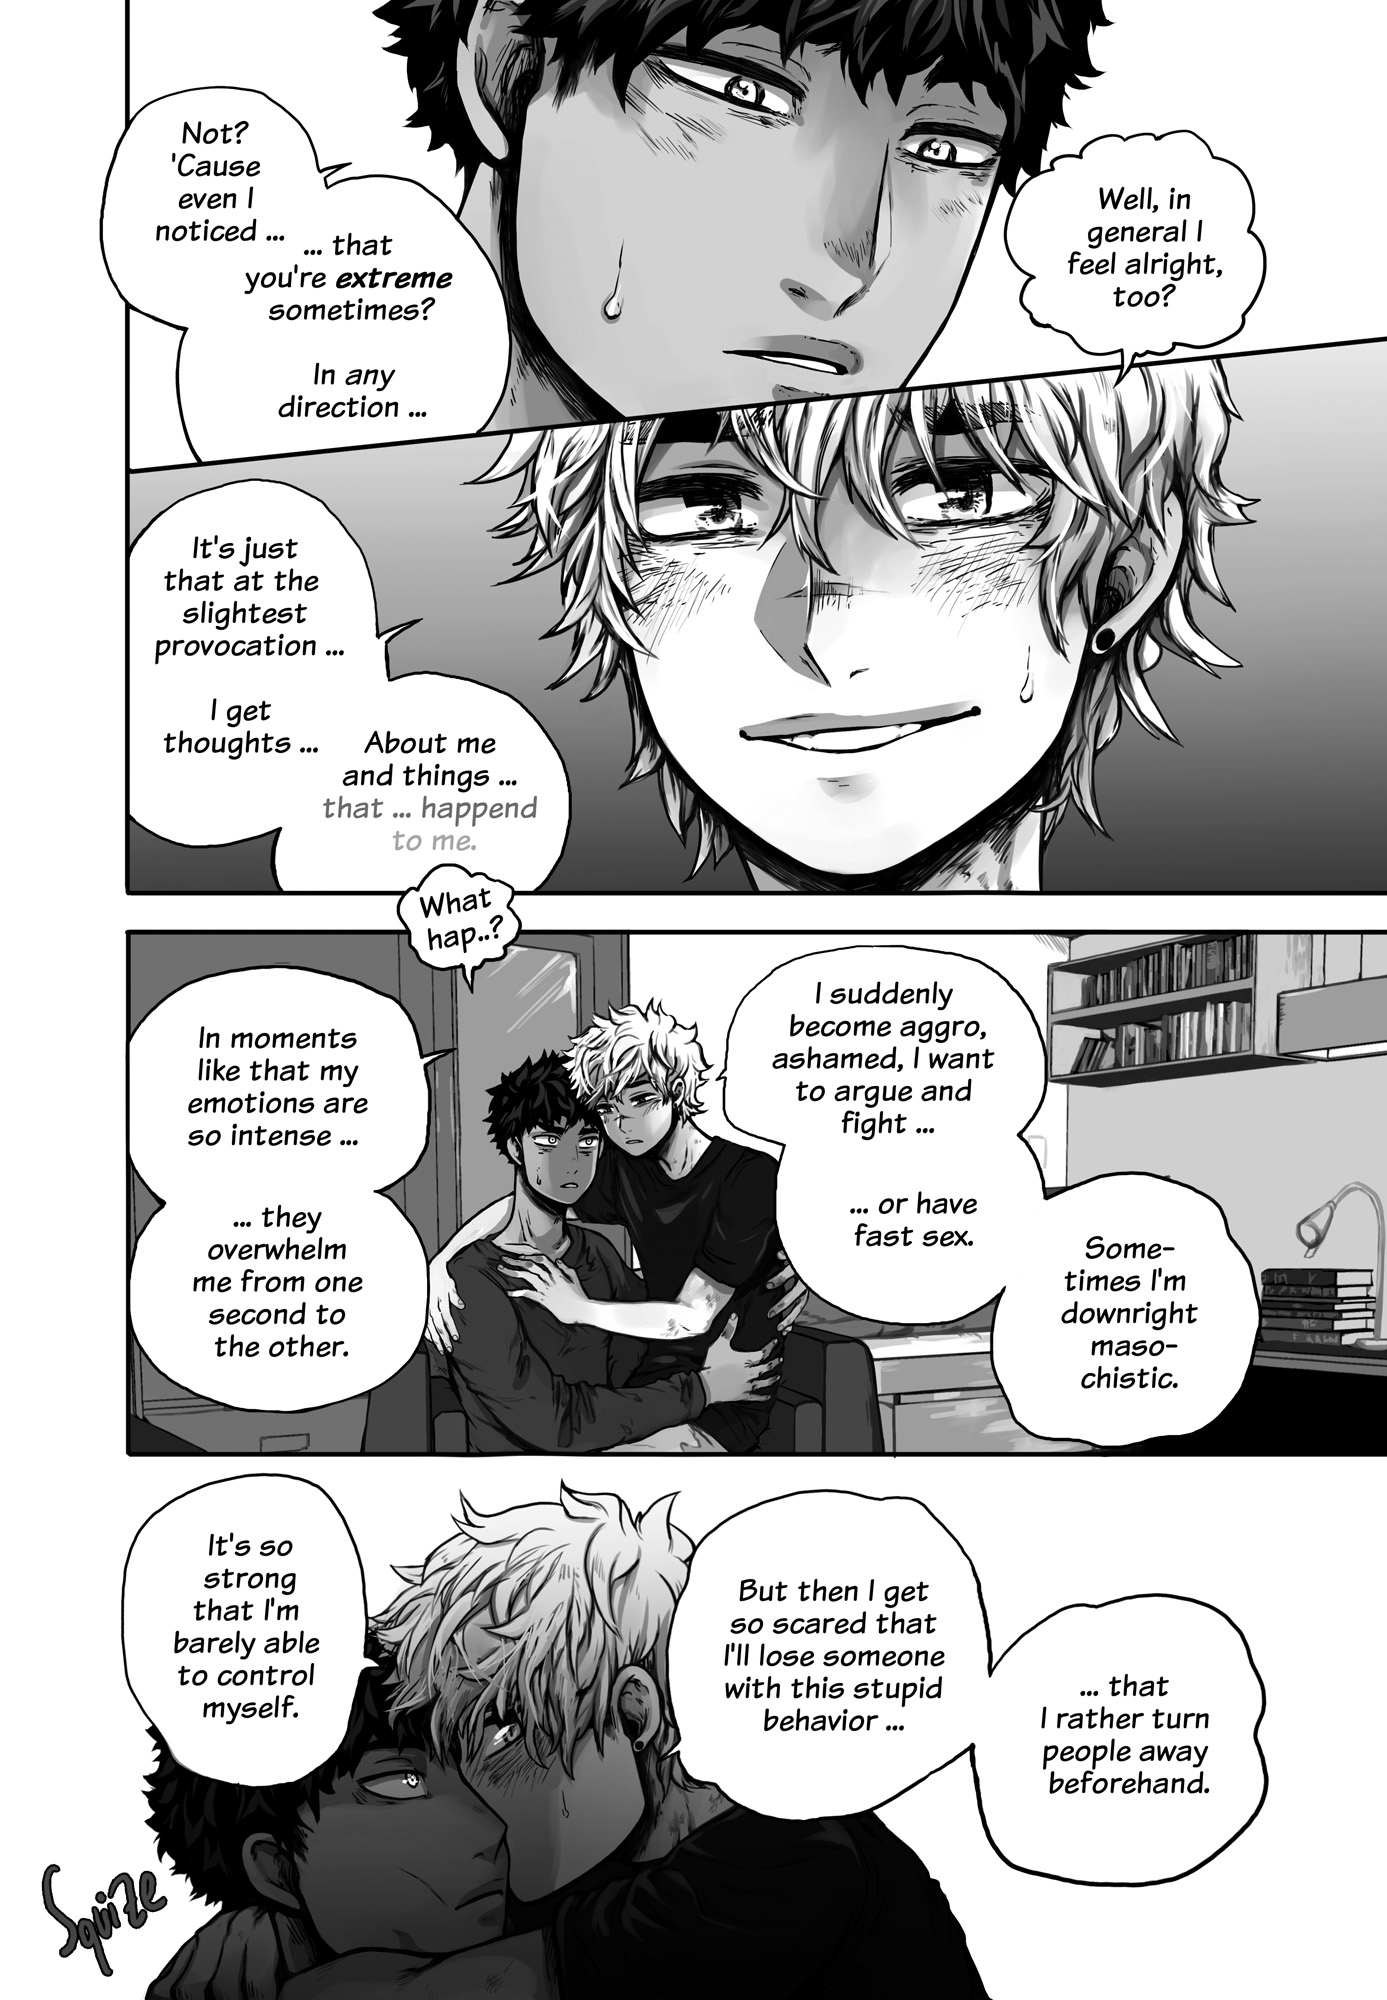 Not?
'Cause
even I
noticed ...
... that
you're extreme
sometimes?
In any
direction ...
Well, in
general I
feel alright,
too?
It's just
that at the
slightest
provocation ...
I get
thoughts ...
About me
and things ...
that ... happend
to me.
What
hap..?
In moments
like that my
emotions are
so intense ...
... they
overwhelm
me from one
second to
the other.
I suddenly
become aggro,
ashamed, I want
to argue and
fight ...
... or have
fast sex.
Some-
times I'm
downright
maso-
chistic.
It's so
strong
that I'm
barely able
to control
myself.
But then I get
so scared that
I'll lose someone
with this stupid
behavior ...
... that
I rather turn
people away
beforehand.
Squize